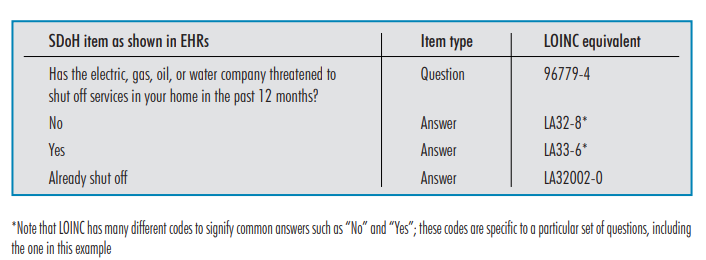 SDoH item as shown in EHRs Item type LOINC equivalent
Has the electric, gas, oil, or water company threatened to Question 96779-4
shut off services in your home in the past 12 months?
No Answer LA32-8*
Yes Answer LA33-6*
Already shut off Answer LA32002-0
*Note that LOINC has many different codes to signify common answers such as “No” and “Yes”; these codes are specific to a particular set of questions, including
the one in this example